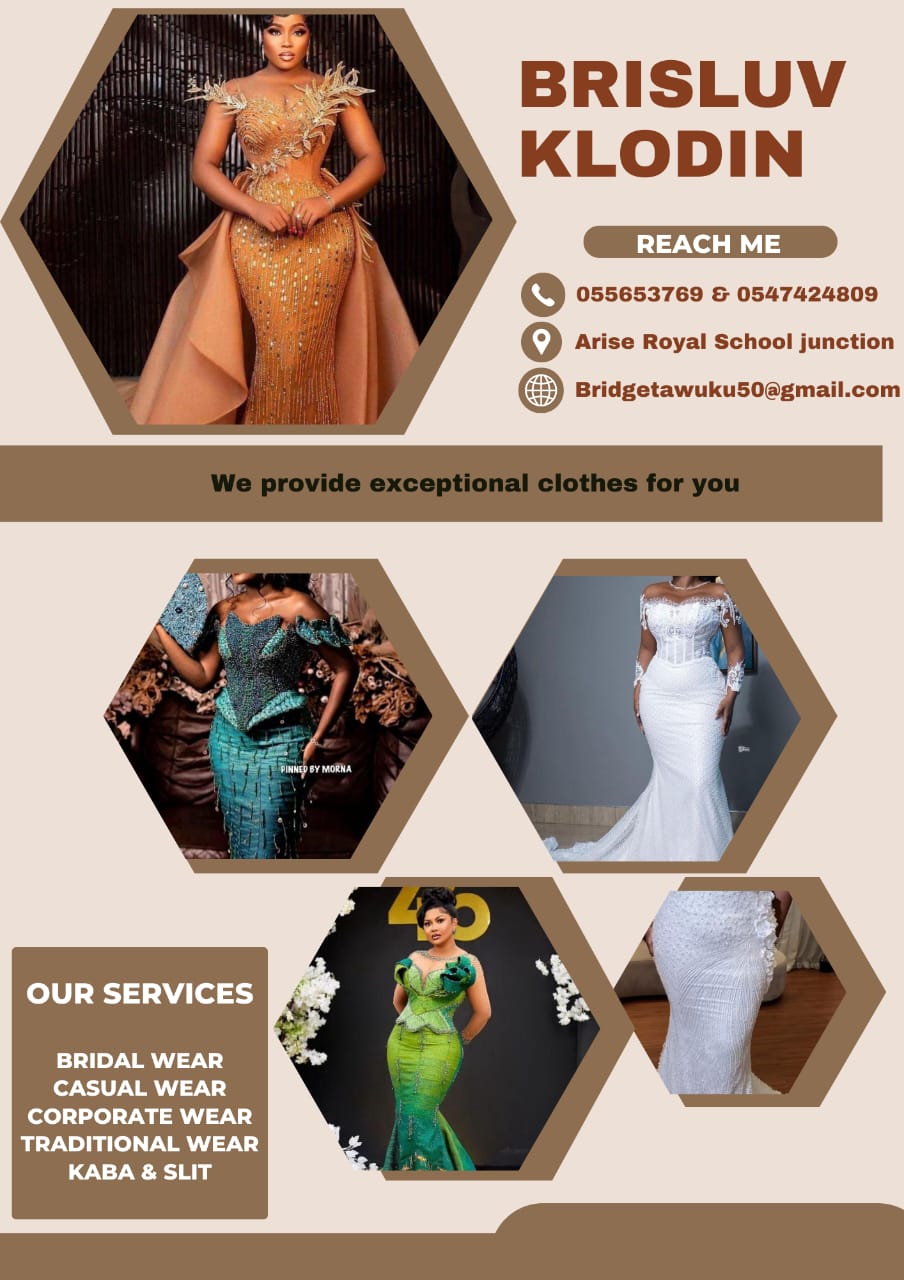 BRISLUV
KLODIN
REACH ME
055653769 & 0547424809
Arise Royal School junction
Bridgetawuku50@gmail.com
We provide exceptional clothes for you
PINNED BY MORNA
46
OUR SERVICES
BRIDAL WEAR
CASUAL WEAR
CORPORATE WEAR
TRADITIONAL WEAR
KABA & SLIT